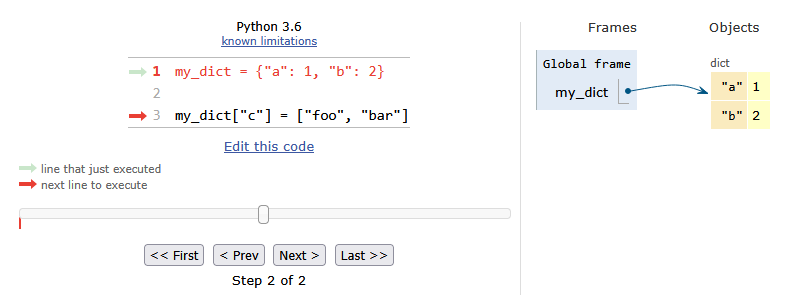 Python 3.6
known limitations
1 my_dict = {"a": 1, "b": 2}
2
3 my_dict["c"] = ["foo", "bar"]
Edit this code
line that just executed
next line to execute
<< First < Prev Next > Last >>
Step 2 of 2
Frames Objects
Global frame
my_dict
dict
"a" 1
"b" 2